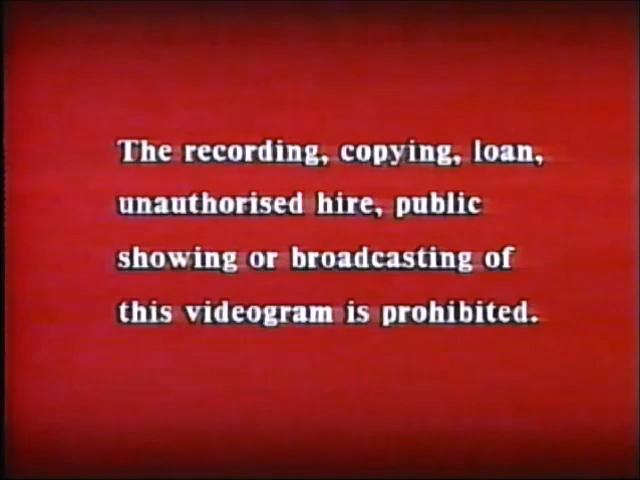 The recording, copying, loan,
unauthorised hire, public
showing or broadcasting of
this videogram is prohibited.